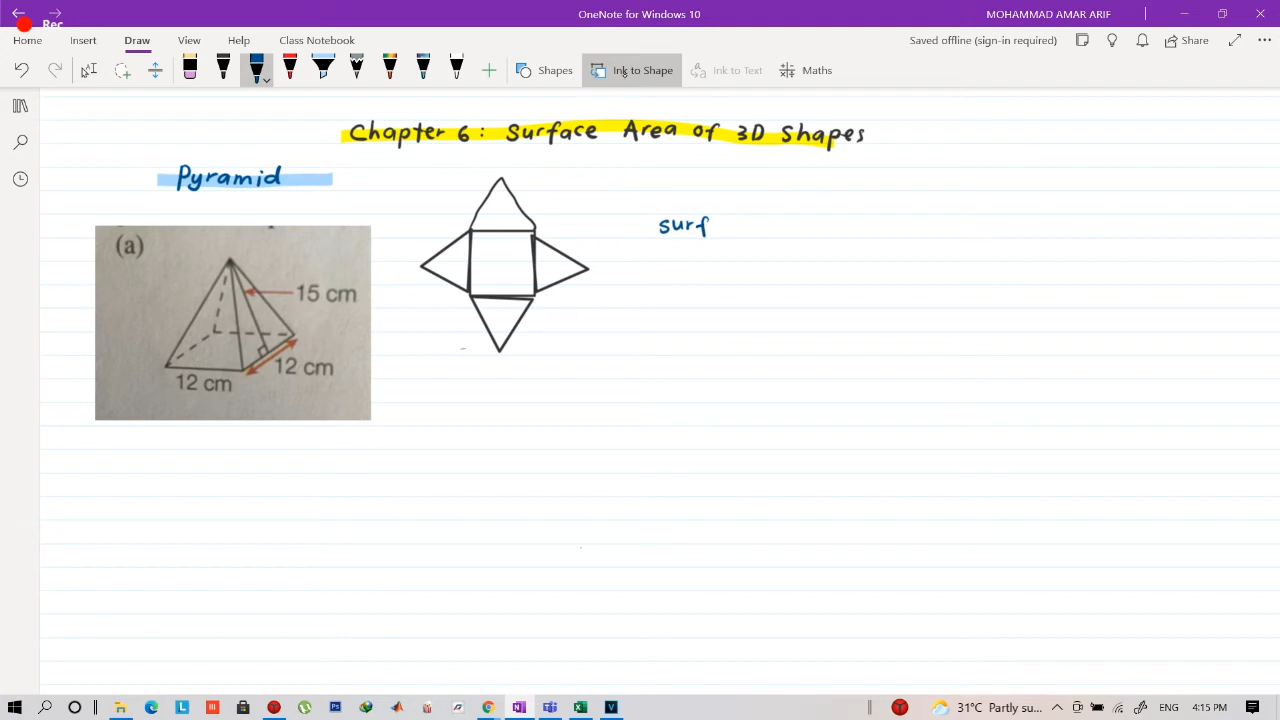 OneNote for Windows 10
MOHAMMAD AMAR ARIF
Rec
Home Insert Draw View Help Class Notebook
Saved offline (sign-in required) Share
Shapes Ink to Shape Ink to Text Maths
Chapter 6: Surface Area of 3D Shapes
Pyramid
surf
(a)
15 cm
12 cm
12 cm
31°C Partly su... ENG 4:15 PM